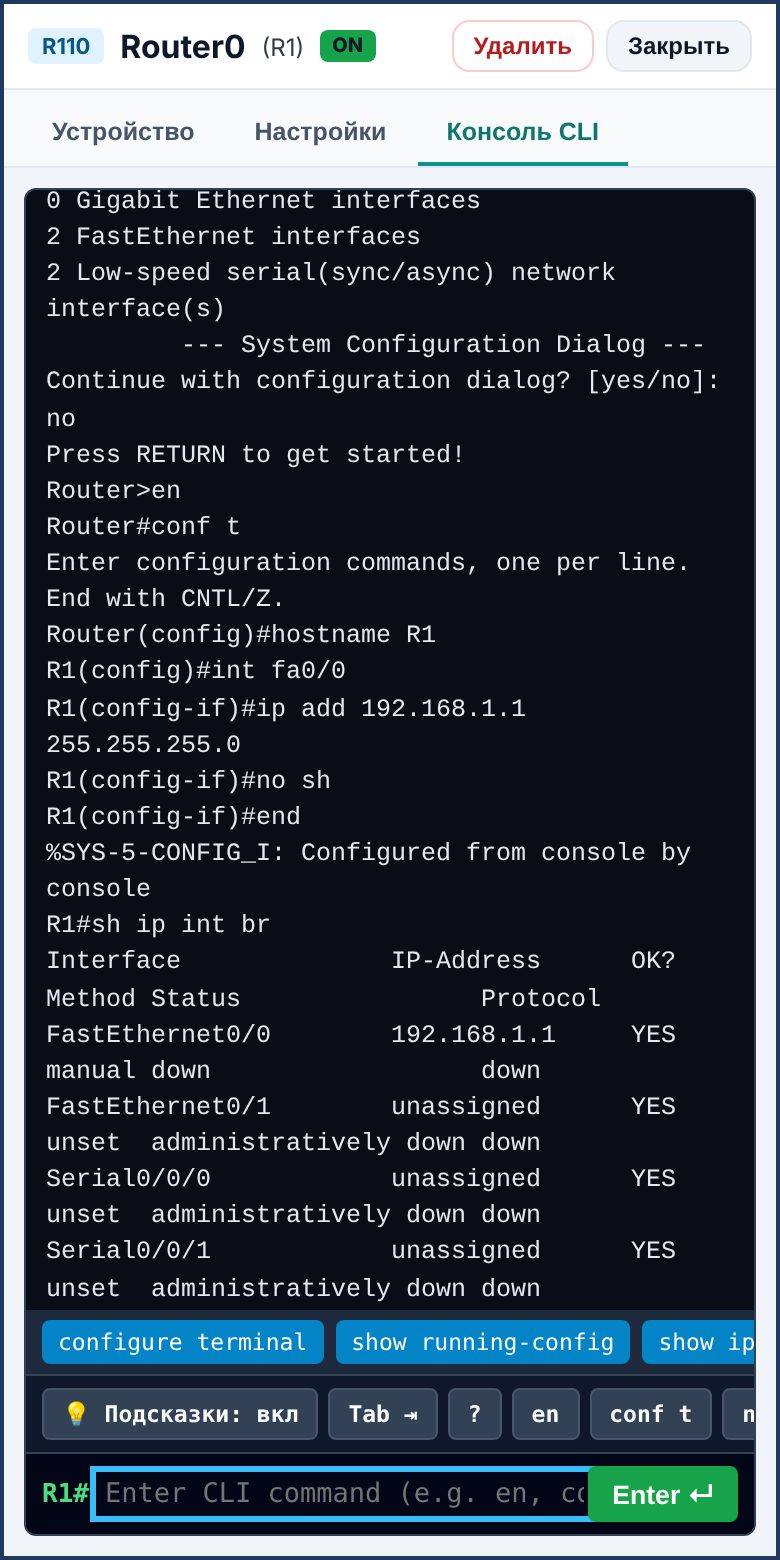 R110 Router0 (R1) ON Удалить Закрыть
Устройство Настройки Консоль CLI
0 Gigabit Ethernet interfaces
2 FastEthernet interfaces
2 Low-speed serial(sync/async) network
interface(s)
--- System Configuration Dialog ---
Continue with configuration dialog? [yes/no]:
no
Press RETURN to get started!
Router>en
Router#conf t
Enter configuration commands, one per line.
End with CNTL/Z.
Router(config)#hostname R1
R1(config)#int fa0/0
R1(config-if)#ip add 192.168.1.1
255.255.255.0
R1(config-if)#no sh
R1(config-if)#end
%SYS-5-CONFIG_I: Configured from console by
console
R1#sh ip int br
Interface IP-Address OK?
Method Status Protocol
FastEthernet0/0 192.168.1.1 YES
manual down down
FastEthernet0/1 unassigned YES
unset administratively down down
Serial0/0/0 unassigned YES
unset administratively down down
Serial0/0/1 unassigned YES
unset administratively down down
configure terminal show running-config show ip
💡 Подсказки: вкл Tab ⇥ ? en conf t n
R1# Enter CLI command (e.g. en, co Enter ↵